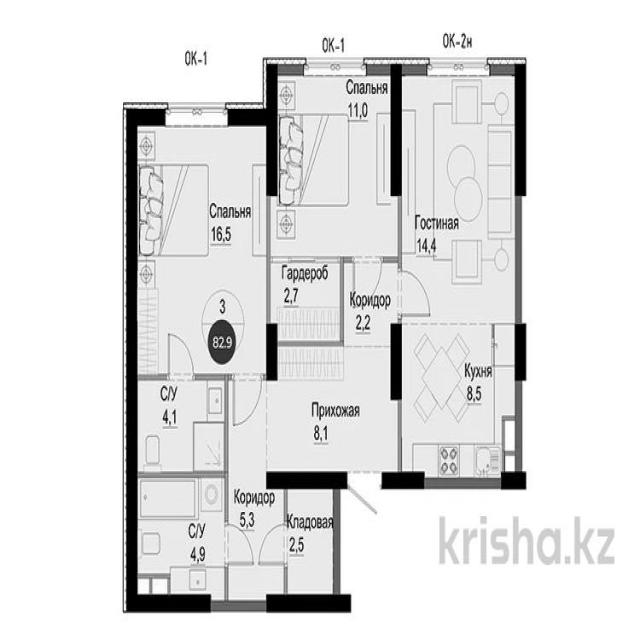 ОК-1
ОК-1
ОК-2н
Спальня
11,0
Спальня
16,5
Гостиная
14,4
Гардероб
2,7
Коридор
2,2
3
82.9
С/У
4,1
Прихожая
8,1
Кухня
8,5
С/У
4,9
Коридор
5,3
Кладовая
2,5
krisha.kz